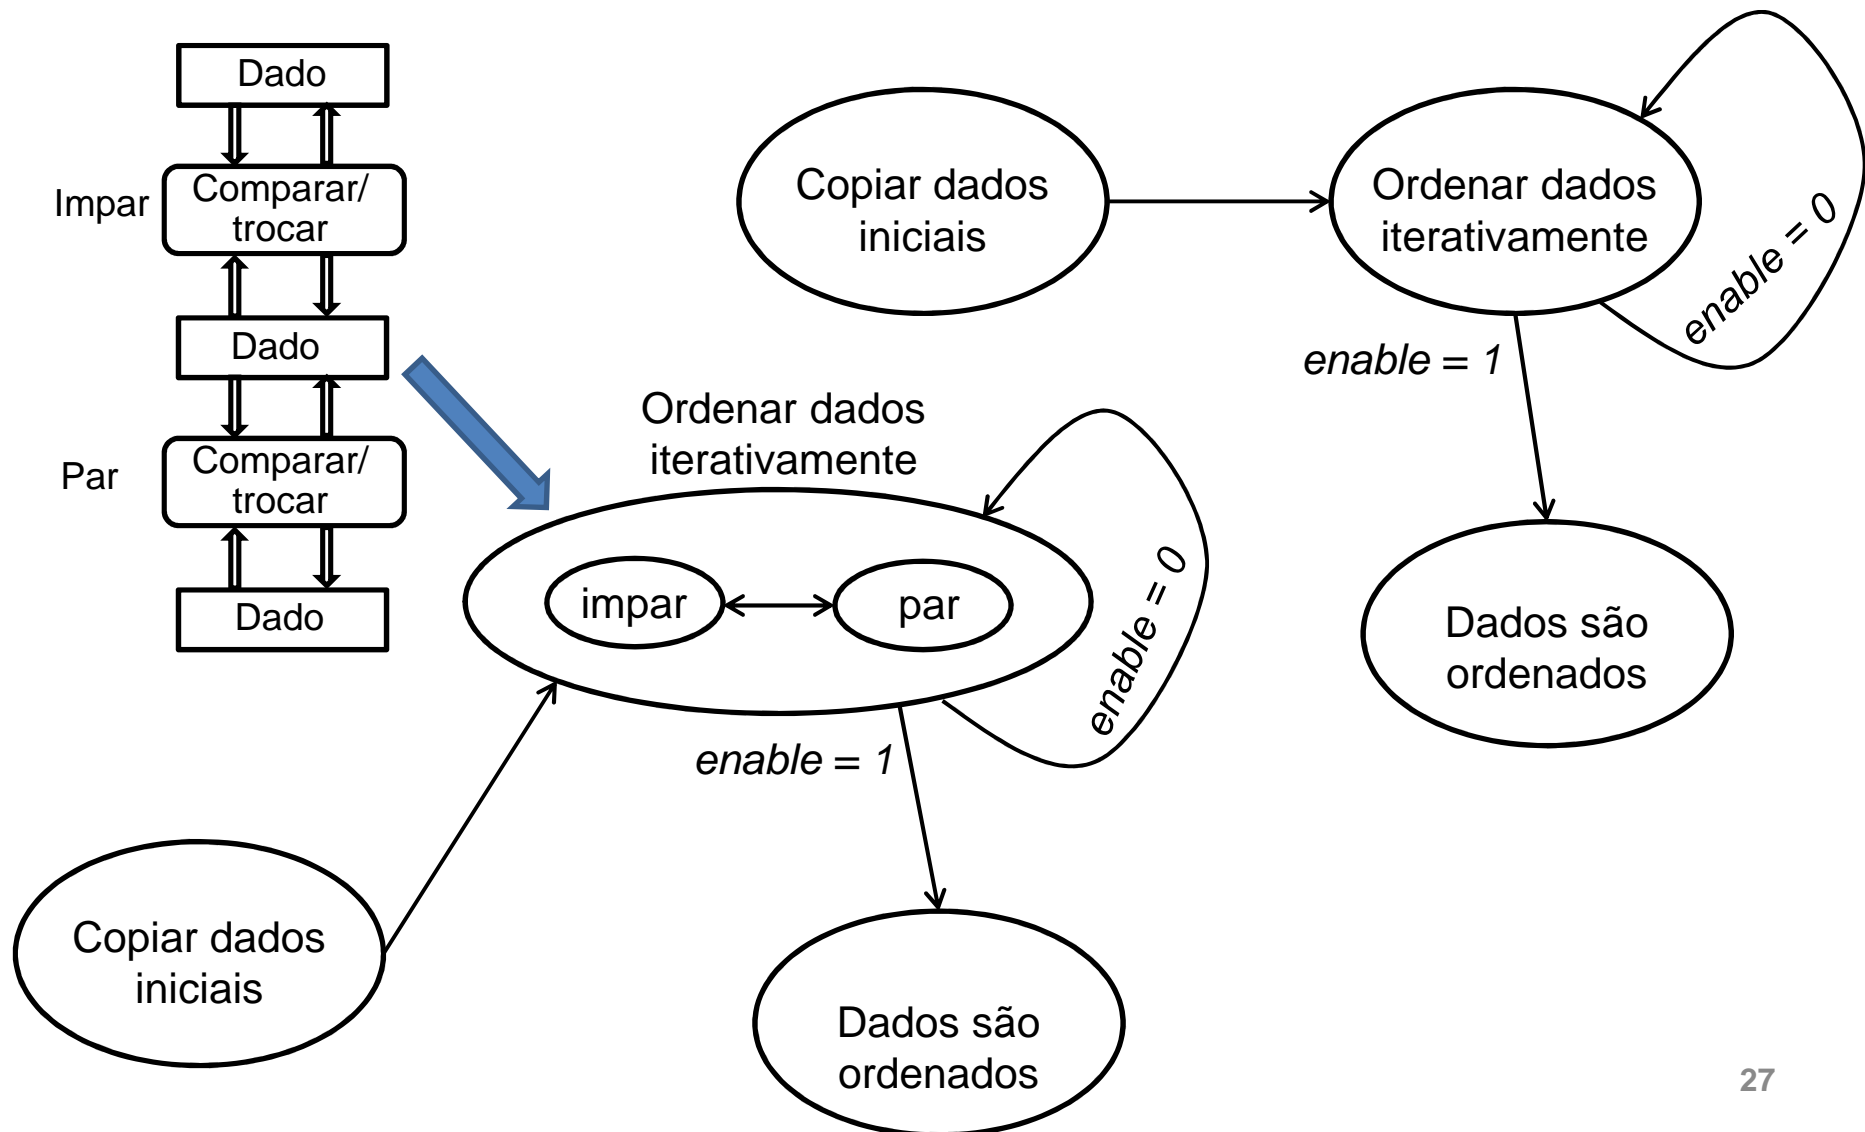 Dado
Impar
Comparar/
trocar
Dado
Par
Comparar/
trocar
Dado
Copiar dados
iniciais
Ordenar dados
iterativamente
enable = 0
enable = 1
Dados são
ordenados
Ordenar dados
iterativamente
impar
par
enable = 0
enable = 1
Copiar dados
iniciais
Dados são
ordenados
27